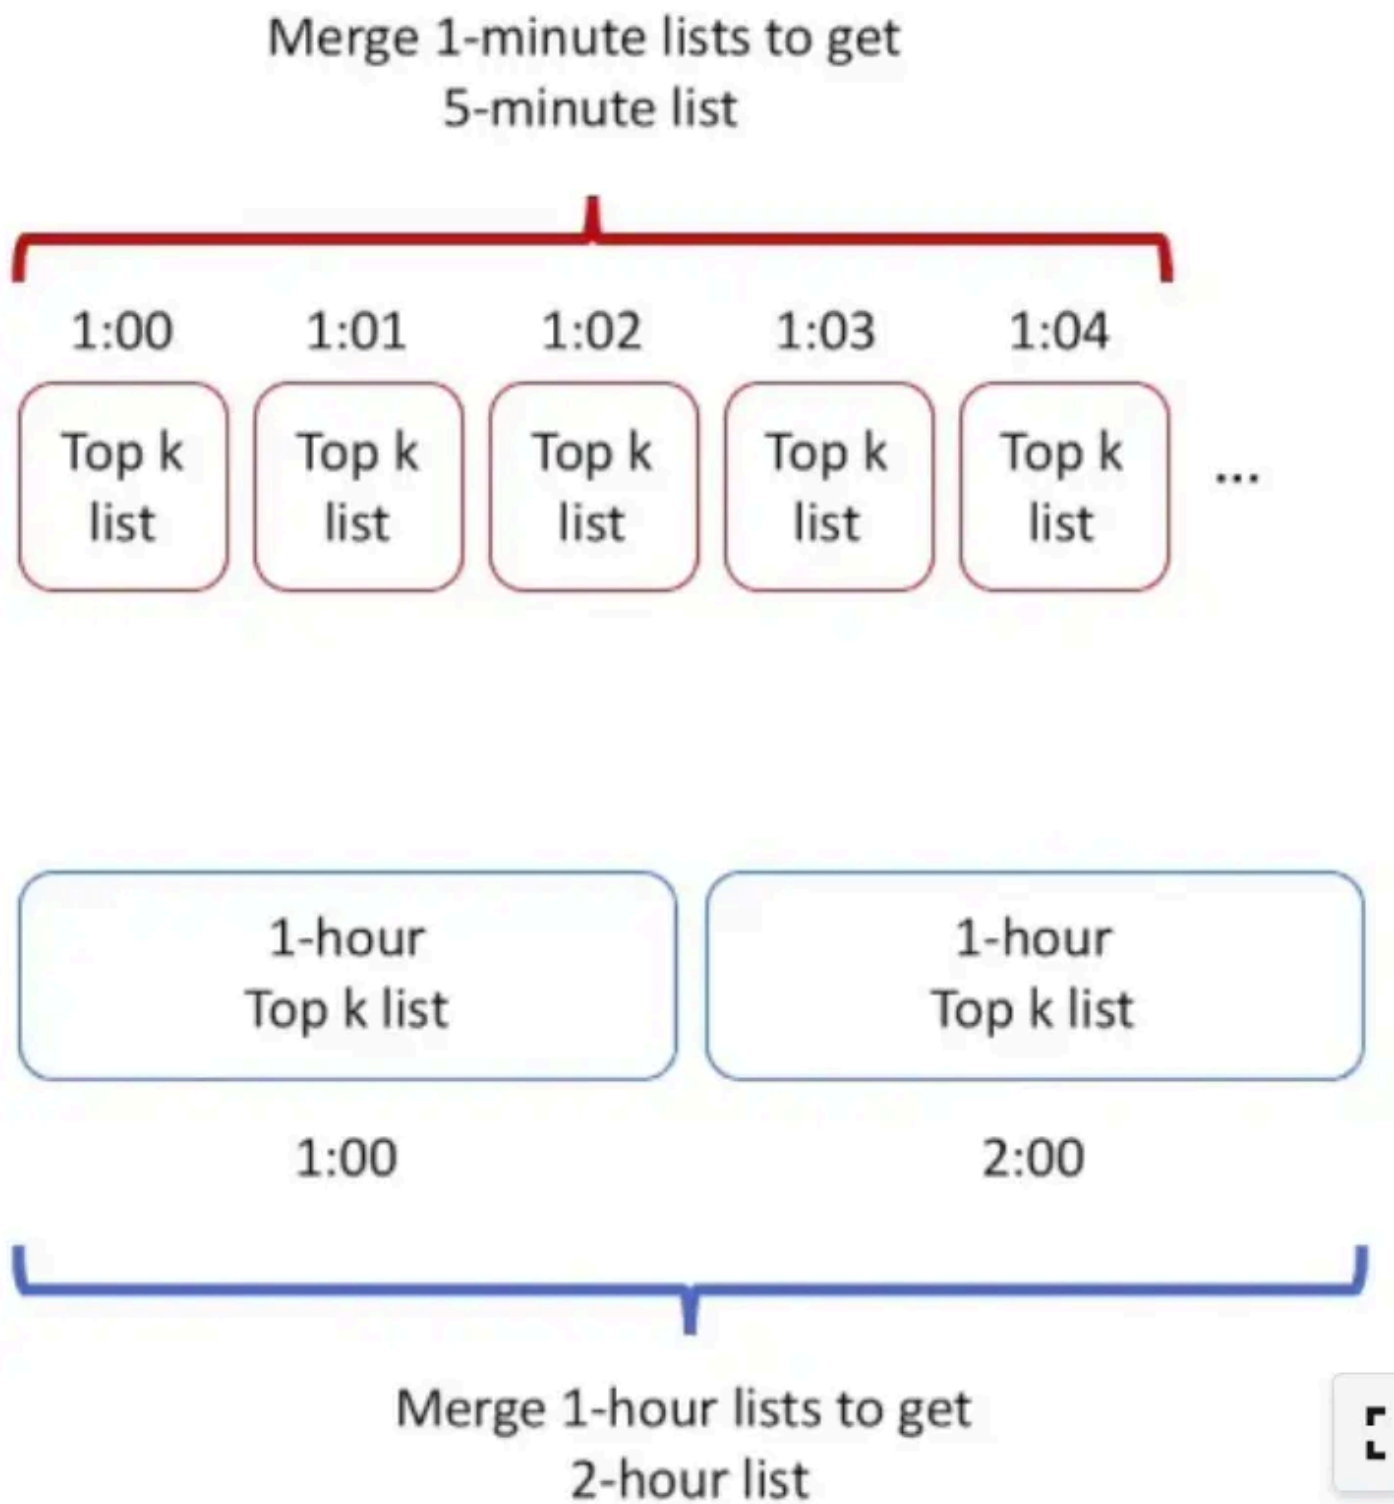 Merge 1-minute lists to get
5-minute list
1:00 1:01 1:02 1:03 1:04
Top k Top k Top k Top k Top k
list list list list list
...
1-hour 1-hour
Top k list Top k list
1:00 2:00
Merge 1-hour lists to get
2-hour list